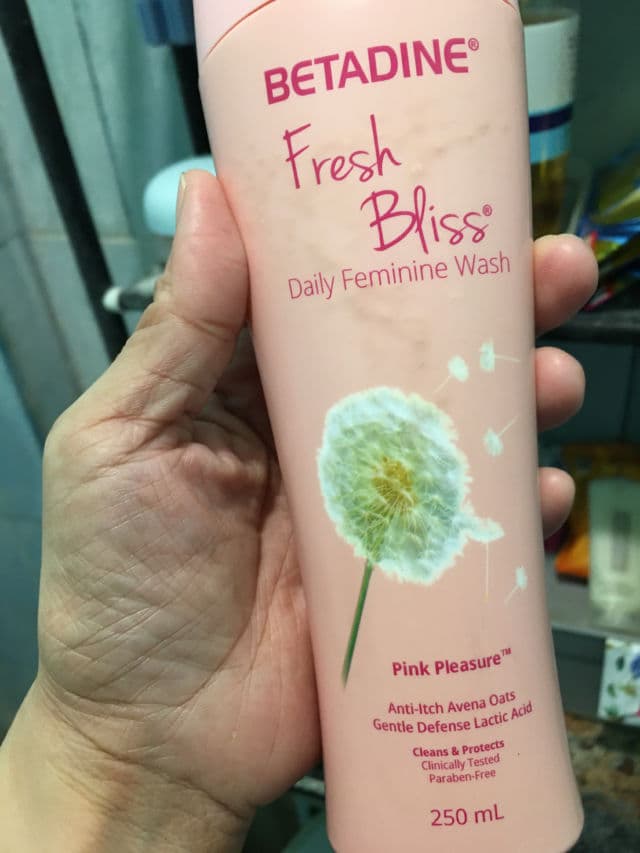 BETADINE®
Fresh
Bliss®
Daily Feminine Wash
Pink Pleasure™
Anti-Itch Avena Oats
Gentle Defense Lactic Acid
Cleans & Protects
Clinically Tested
Paraben-Free
250 mL